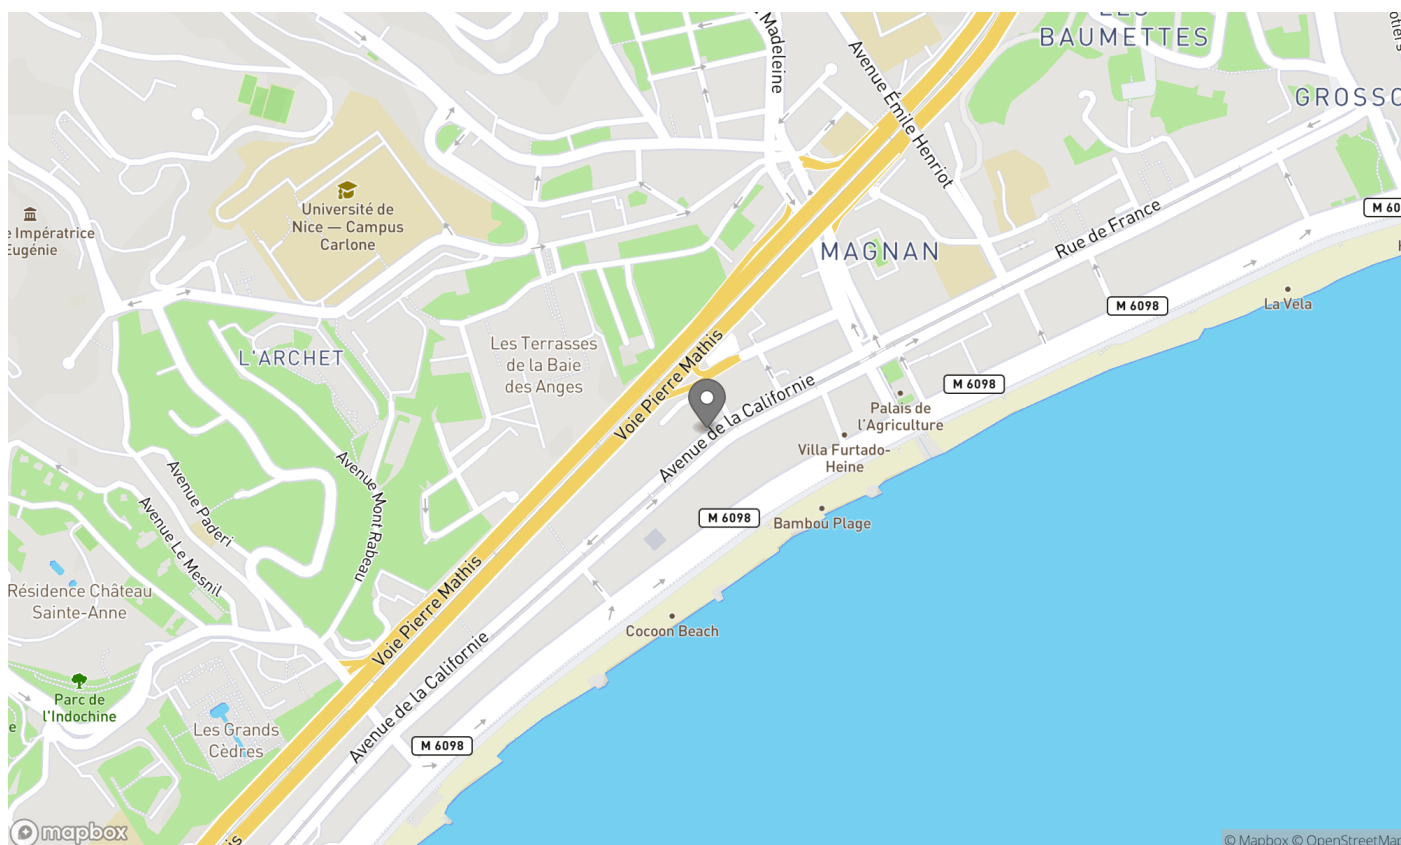 LES
BAUMETTES
GROSSO
Madeleine
Avenue Émile Henriot
Université de
Nice — Campus
Carlone
e Impératrice
Eugénie
M 60
Rue de France
MAGNAN
La Vela
M 6098
Les Terrasses
de la Baie
des Anges
L'ARCHET
Voie Pierre Mathis
M 6098
Palais de
l'Agriculture
Avenue de la Californie
Villa Furtado-
Heine
Avenue Mont Rabeau
Avenue Paderi
Avenue Le Mesnil
M 6098
Bambou Plage
Résidence Château
Sainte-Anne
Voie Pierre Mathis
Cocoon Beach
Avenue de la Californie
Parc de
l'Indochine
e
Les Grands
Cèdres
M 6098
is
mapbox
© Mapbox © OpenStreetMap